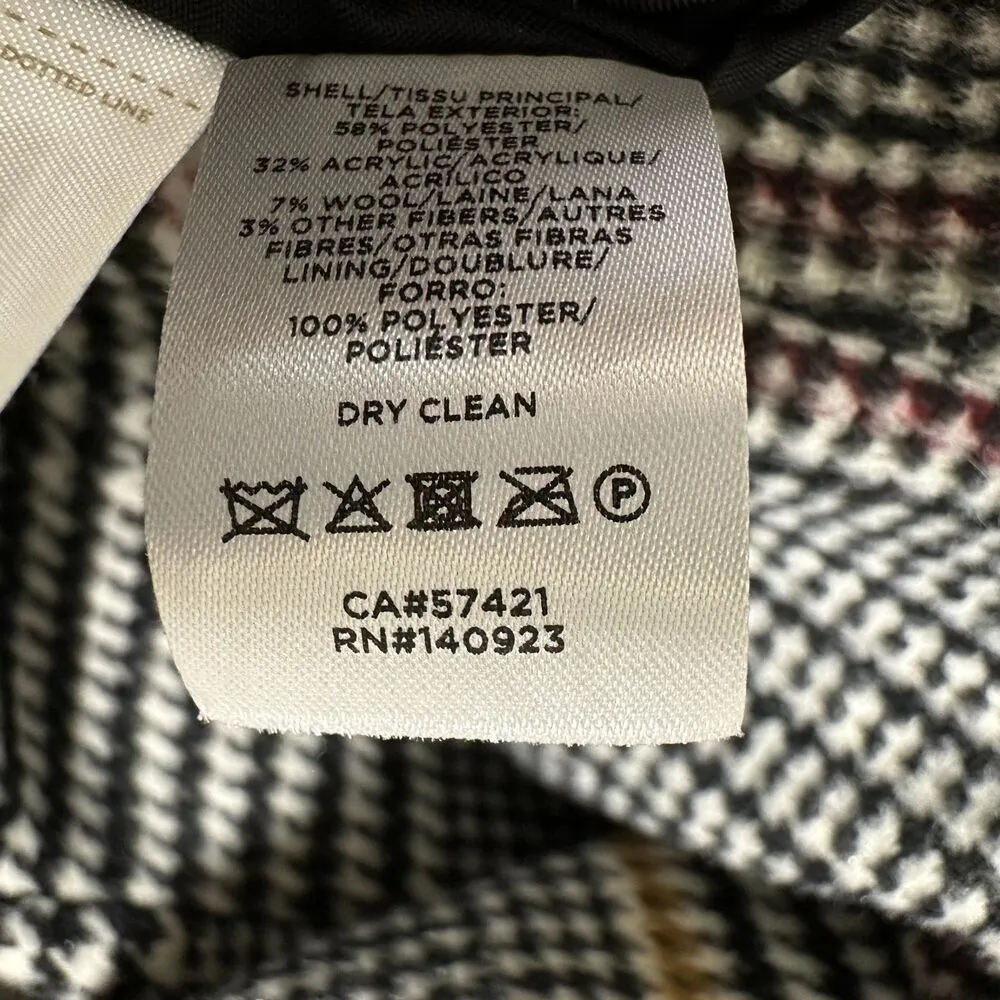 DOTTED LINE
SHELL/TISSU PRINCIPAL/
TELA EXTERIOR:
58% POLYESTER/
POLIÉSTER
32% ACRYLIC/ACRYLIQUE/
ACRÍLICO
7% WOOL/LAINE/LANA
3% OTHER FIBERS/AUTRES
FIBRES/OTRAS FIBRAS
LINING/DOUBLURE/
FORRO:
100% POLYESTER/
POLIÉSTER
DRY CLEAN
P
CA#57421
RN#140923